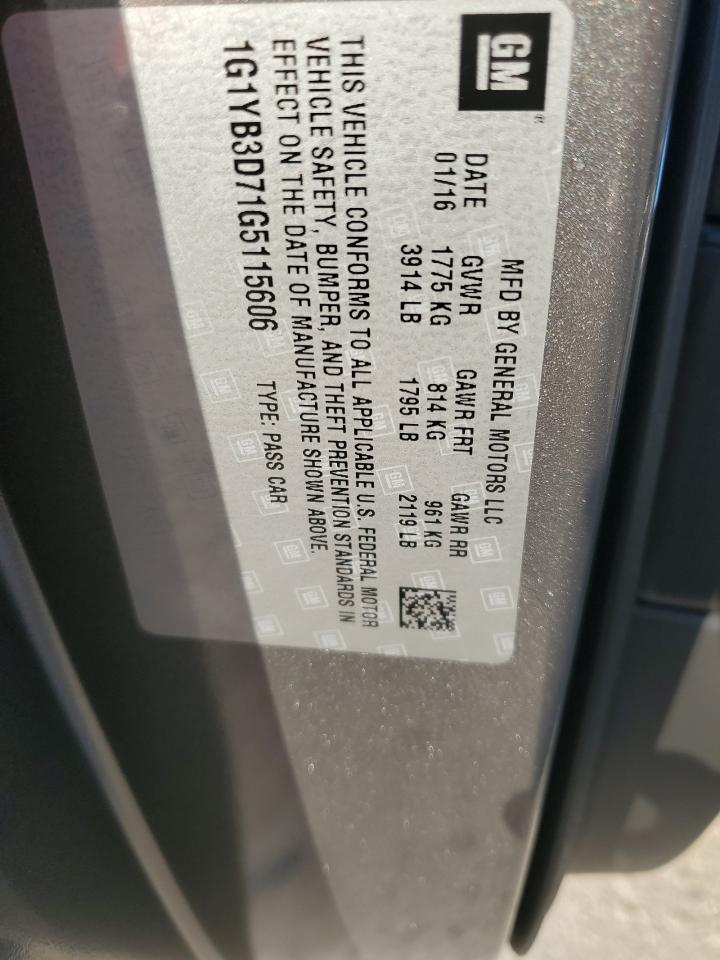 GM
®
MFD BY GENERAL MOTORS LLC
DATE GVWR GAWR FRT GAWR RR
01/16 1775 KG 814 KG 961 KG
3914 LB 1795 LB 2119 LB
THIS VEHICLE CONFORMS TO ALL APPLICABLE U.S. FEDERAL MOTOR
VEHICLE SAFETY, BUMPER, AND THEFT PREVENTION STANDARDS IN
EFFECT ON THE DATE OF MANUFACTURE SHOWN ABOVE.
1G1YB3D71G5115606 TYPE: PASS CAR